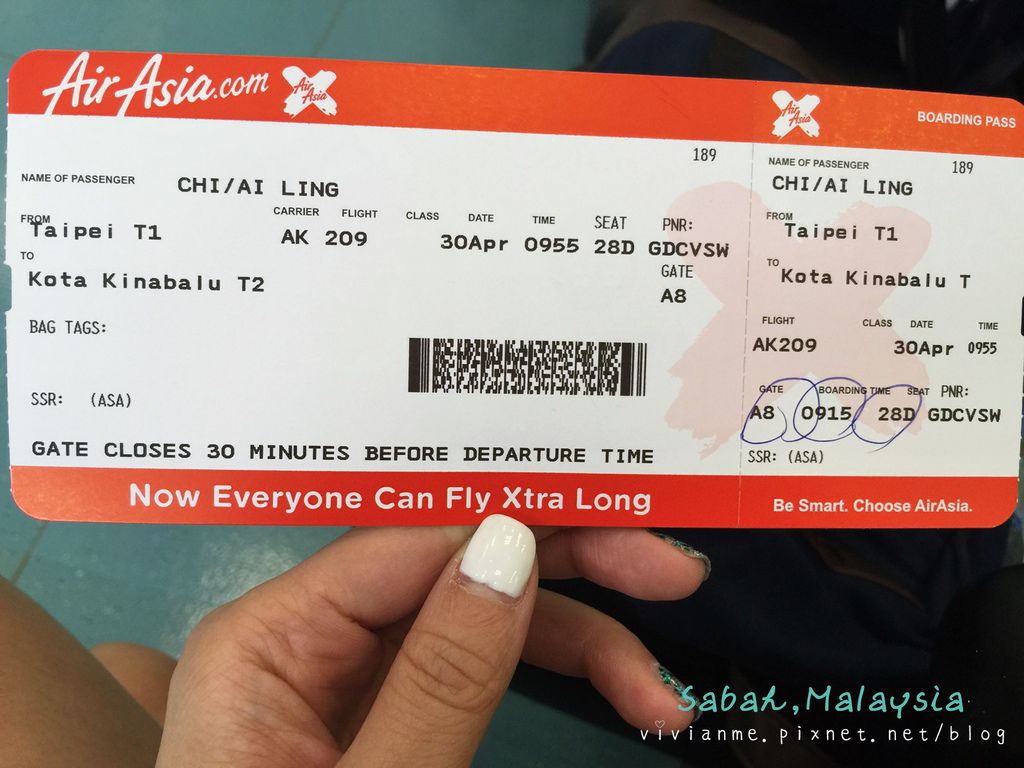 AirAsia.com AirAsia X
NAME OF PASSENGER CHI/AI LING 189
FROM CARRIER FLIGHT CLASS DATE TIME SEAT PNR:
Taipei T1 AK 209 30Apr 0955 28D GDCVSW
TO GATE
Kota Kinabalu T2 A8
BAG TAGS:
SSR: (ASA)
GATE CLOSES 30 MINUTES BEFORE DEPARTURE TIME
Now Everyone Can Fly Xtra Long
AirAsia X BOARDING PASS
NAME OF PASSENGER 189
CHI/AI LING
FROM
Taipei T1
TO
Kota Kinabalu T
FLIGHT CLASS DATE TIME
AK209 30Apr 0955
GATE BOARDING TIME SEAT PNR:
A8 0915 28D GDCVSW
SSR: (ASA)
Be Smart. Choose AirAsia.
Sabah,Malaysia
vivianme.pixnet.net/blog